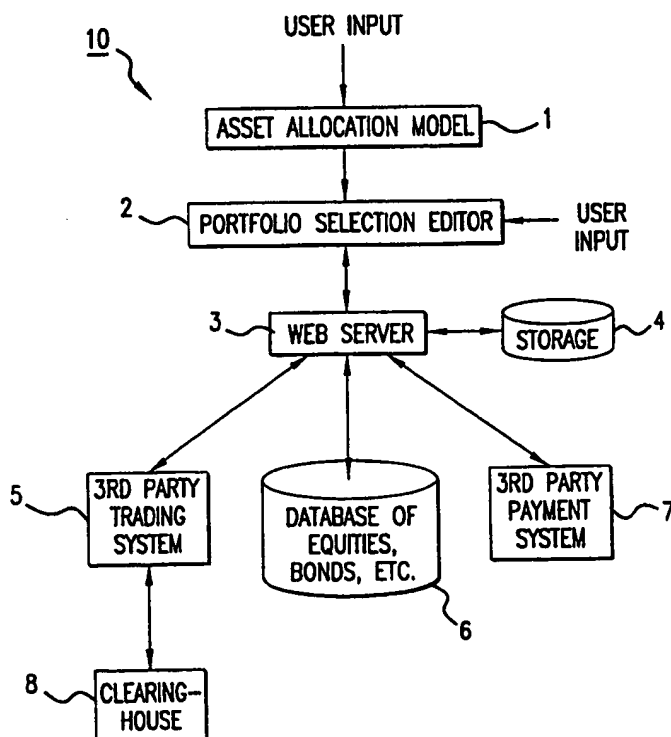 USER INPUT
10
ASSET ALLOCATION MODEL
1
2
PORTFOLIO SELECTION EDITOR
USER
INPUT
3
WEB SERVER
STORAGE
4
5
3RD PARTY
TRADING
SYSTEM
DATABASE OF
EQUITIES,
BONDS, ETC.
6
3RD PARTY
PAYMENT
SYSTEM
7
8
CLEARING-
HOUSE